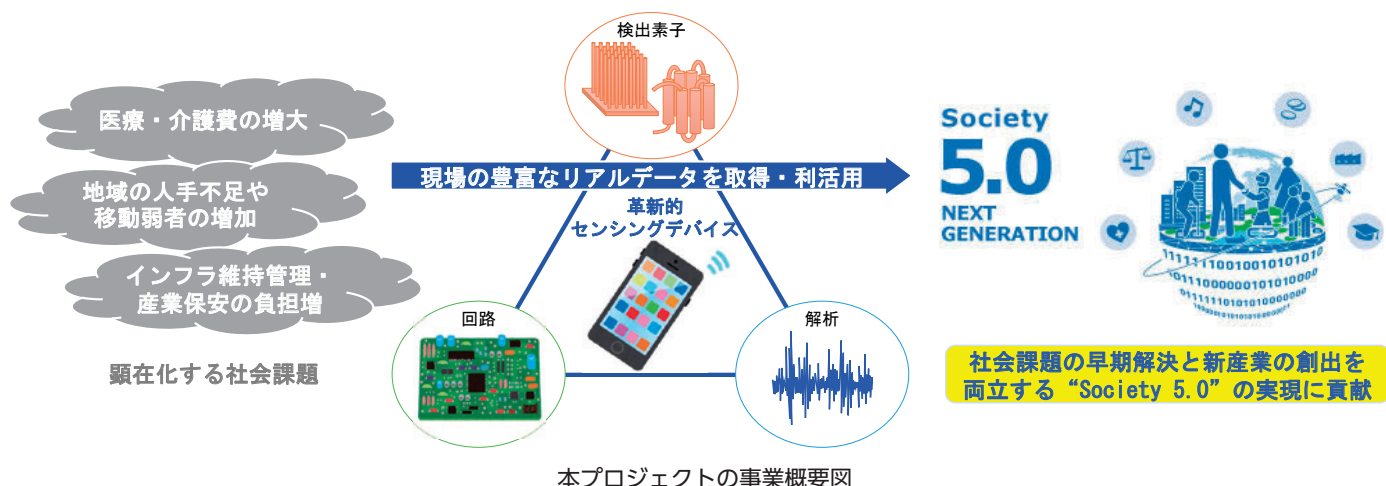 医療・介護費の増大
地域の人手不足や
移動弱者の増加
インフラ維持管理・
産業保安の負担増
顕在化する社会課題
検出素子
現場の豊富なリアルデータを取得・利活用
革新的
センシングデバイス
回路
解析
Society
5.0
NEXT
GENERATION
11111110010010101010
1111000001010101000
01111110101010000000
社会課題の早期解決と新産業の創出を
両立する“Society 5.0”の実現に貢献
本プロジェクトの事業概要図